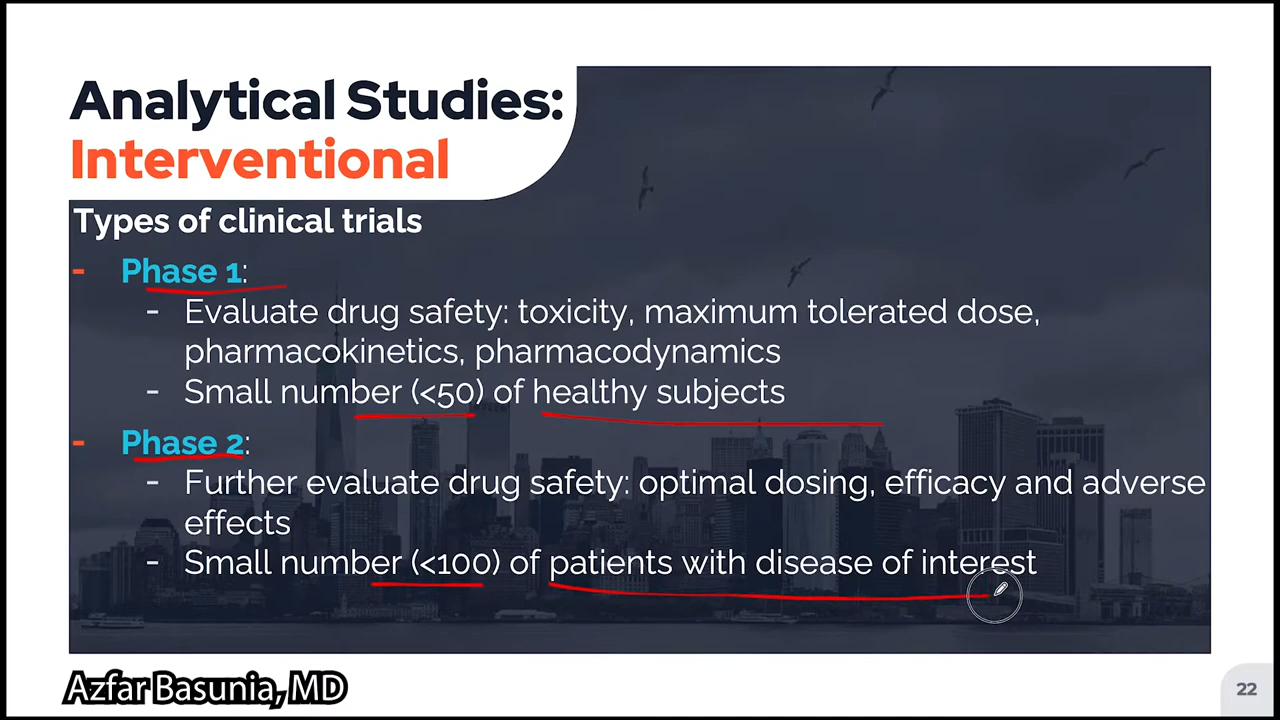 Analytical Studies:
Interventional
Types of clinical trials
- Phase 1:
- Evaluate drug safety: toxicity, maximum tolerated dose,
pharmacokinetics, pharmacodynamics
- Small number (<50) of healthy subjects
- Phase 2:
- Further evaluate drug safety: optimal dosing, efficacy and adverse
effects
- Small number (<100) of patients with disease of interest
Azfar Basunia, MD
22